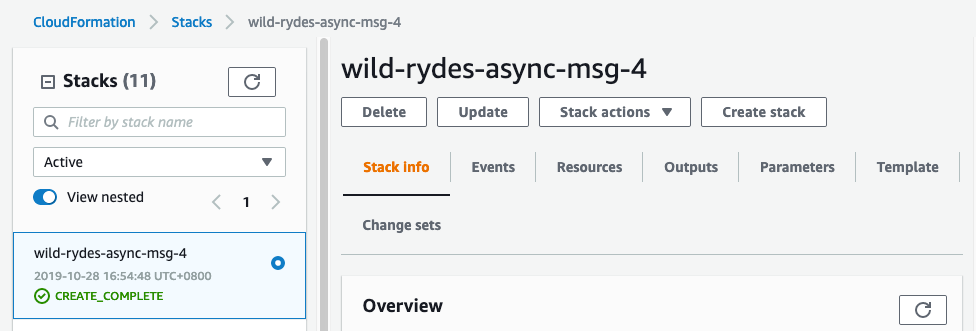 CloudFormation > Stacks > wild-rydes-async-msg-4
Stacks (11)
Filter by stack name
Active
View nested
< 1 >
wild-rydes-async-msg-4
2019-10-28 16:54:48 UTC+0800
CREATE_COMPLETE
wild-rydes-async-msg-4
Delete Update Stack actions Create stack
Stack info Events Resources Outputs Parameters Template
Change sets
Overview